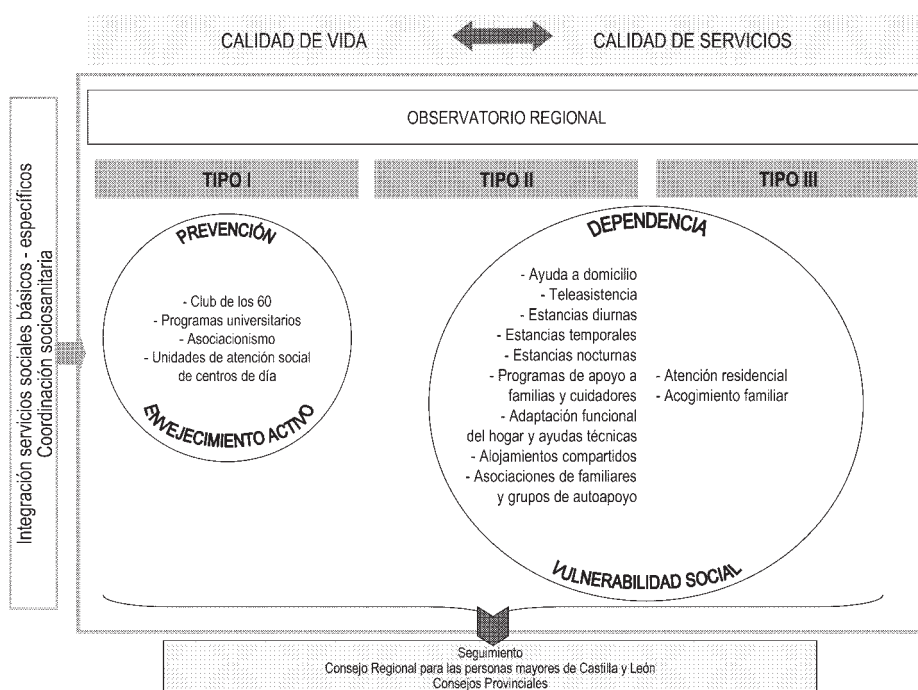 CALIDAD DE VIDA
CALIDAD DE SERVICIOS
OBSERVATORIO REGIONAL
Integración servicios sociales básicos - específicos
Coordinación sociosanitaria
TIPO I
TIPO II
TIPO III
PREVENCIÓN
- Club de los 60
- Programas universitarios
- Asociacionismo
- Unidades de atención social
de centros de día
ENVEJECIMIENTO ACTIVO
DEPENDENCIA
- Ayuda a domicilio
- Teleasistencia
- Estancias diurnas
- Estancias temporales
- Estancias nocturnas
- Programas de apoyo a
familias y cuidadores
- Adaptación funcional
del hogar y ayudas técnicas
- Alojamientos compartidos
- Asociaciones de familiares
y grupos de autoapoyo
- Atención residencial
- Acogimiento familiar
VULNERABILIDAD SOCIAL
Seguimiento
Consejo Regional para las personas mayores de Castilla y León
Consejos Provinciales